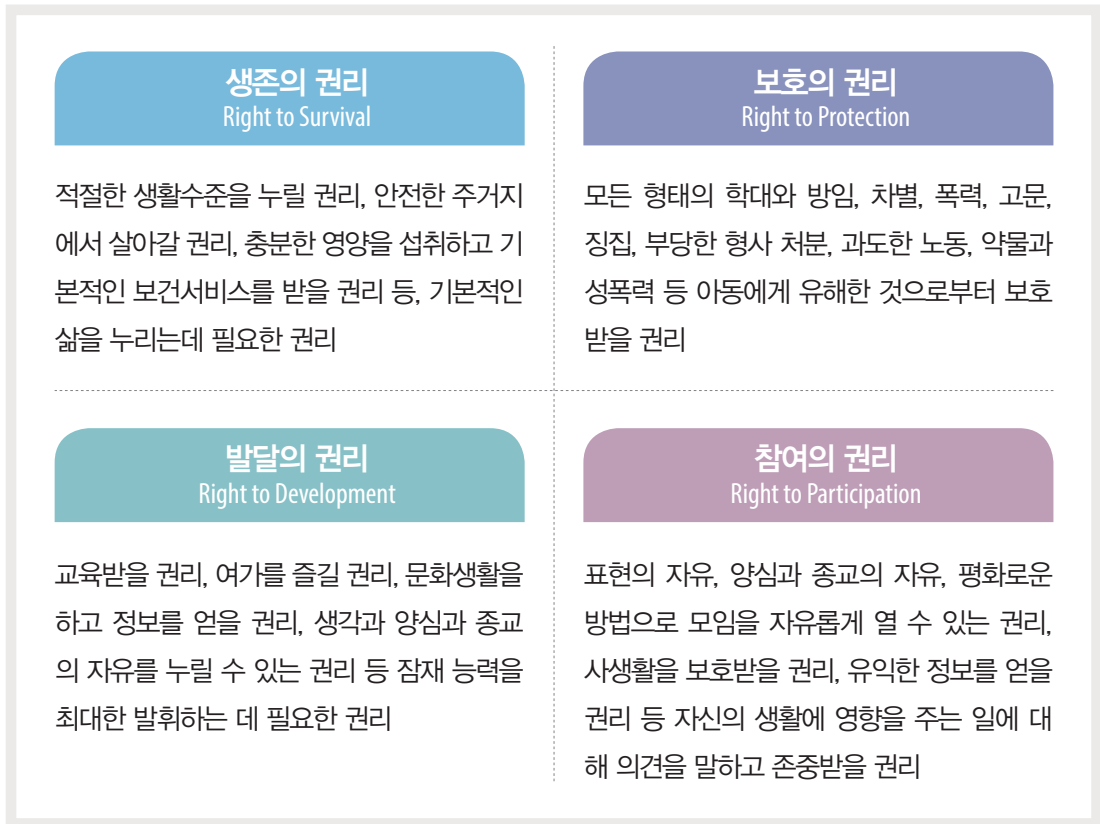 생존의 권리
Right to Survival
적절한 생활수준을 누릴 권리, 안전한 주거지
에서 살아갈 권리, 충분한 영양을 섭취하고 기
본적인 보건서비스를 받을 권리 등, 기본적인
삶을 누리는데 필요한 권리
보호의 권리
Right to Protection
모든 형태의 학대와 방임, 차별, 폭력, 고문,
징집, 부당한 형사 처분, 과도한 노동, 약물과
성폭력 등 아동에게 유해한 것으로부터 보호
받을 권리
발달의 권리
Right to Development
교육받을 권리, 여가를 즐길 권리, 문화생활을
하고 정보를 얻을 권리, 생각과 양심과 종교
의 자유를 누릴 수 있는 권리 등 잠재 능력을
최대한 발휘하는 데 필요한 권리
참여의 권리
Right to Participation
표현의 자유, 양심과 종교의 자유, 평화로운
방법으로 모임을 자유롭게 열 수 있는 권리,
사생활을 보호받을 권리, 유익한 정보를 얻을
권리 등 자신의 생활에 영향을 주는 일에 대
해 의견을 말하고 존중받을 권리